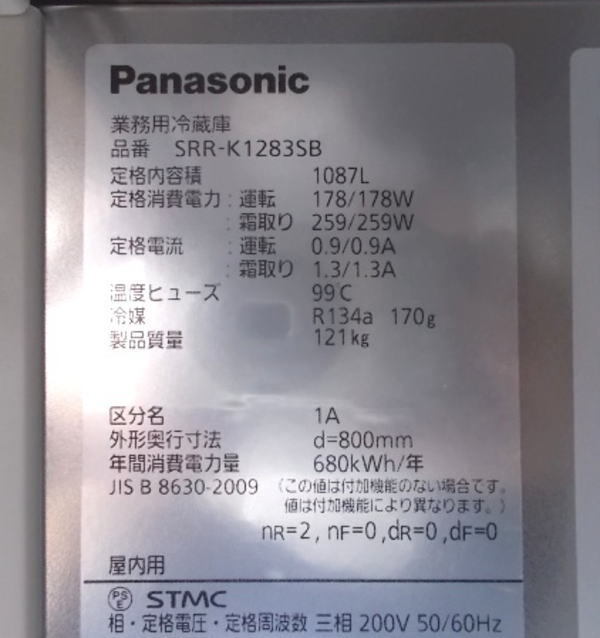 Panasonic
業務用冷蔵庫
品番 SRR-K1283SB
定格内容積 1087L
定格消費電力:運転 178/178W
:霜取り 259/259W
定格電流 :運転 0.9/0.9A
:霜取り 1.3/1.3A
温度ヒューズ 99℃
冷媒 R134a 170g
製品質量 121kg
区分名 1A
外形奥行寸法 d=800mm
年間消費電力量 680kWh/年
JIS B 8630-2009 (この値は付加機能のない場合です。
値は付加機能により異なります。)
nR=2, nF=0,dR=0,dF=0
屋内用
PSE STMC
相・定格電圧・定格周波数 三相 200V 50/60Hz